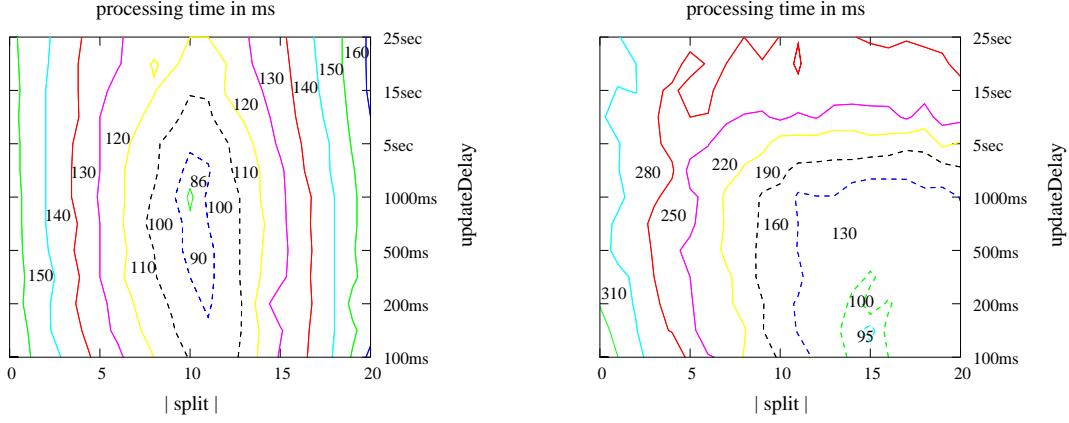 processing time in ms
160
25sec
150
130
140
15sec
120
120
130
5sec
110
86
updateDelay
1000ms
140
100
100
500ms
90
110
150
200ms
100ms
0
5
10
15
20
| split |
processing time in ms
25sec
15sec
5sec
220
280
190
updateDelay
1000ms
250
160
130
500ms
310
100
200ms
95
100ms
0
5
10
15
20
| split |